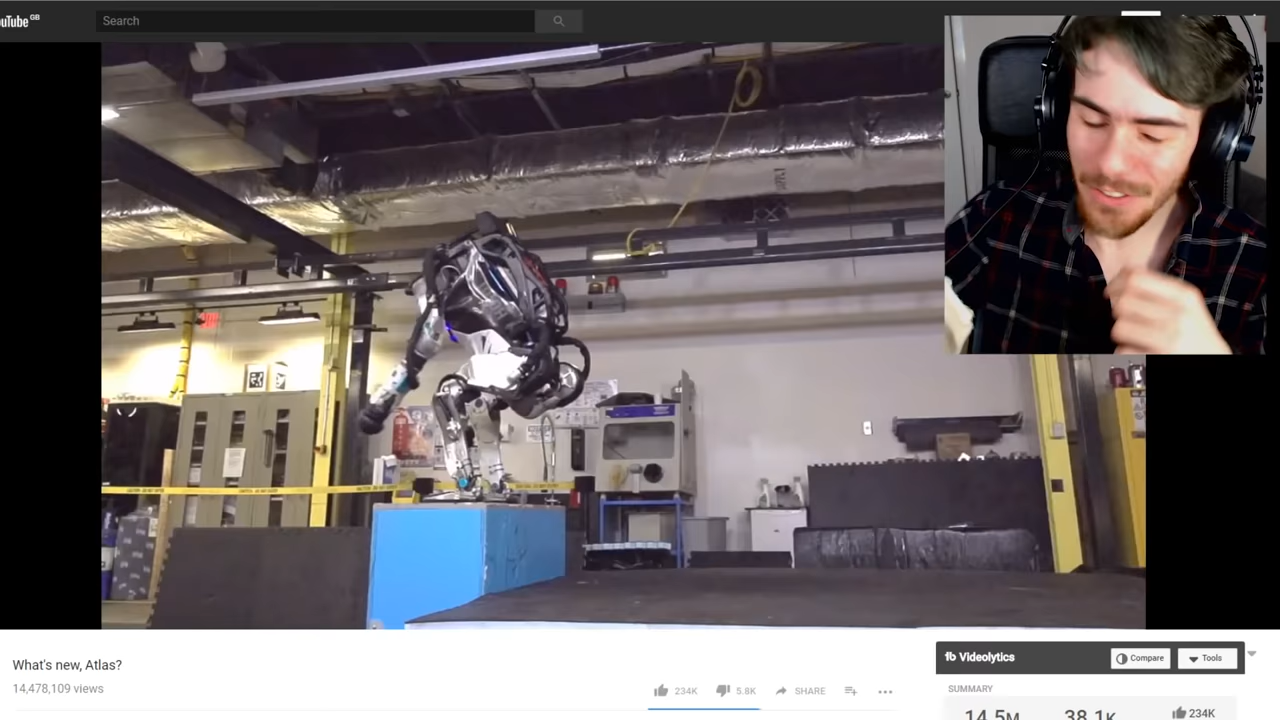 ouTube GB
Search
What's new, Atlas?
14,478,109 views
234K
5.8K
SHARE
Videolytics
Compare
Tools
SUMMARY
14.5M
38.1K
234K